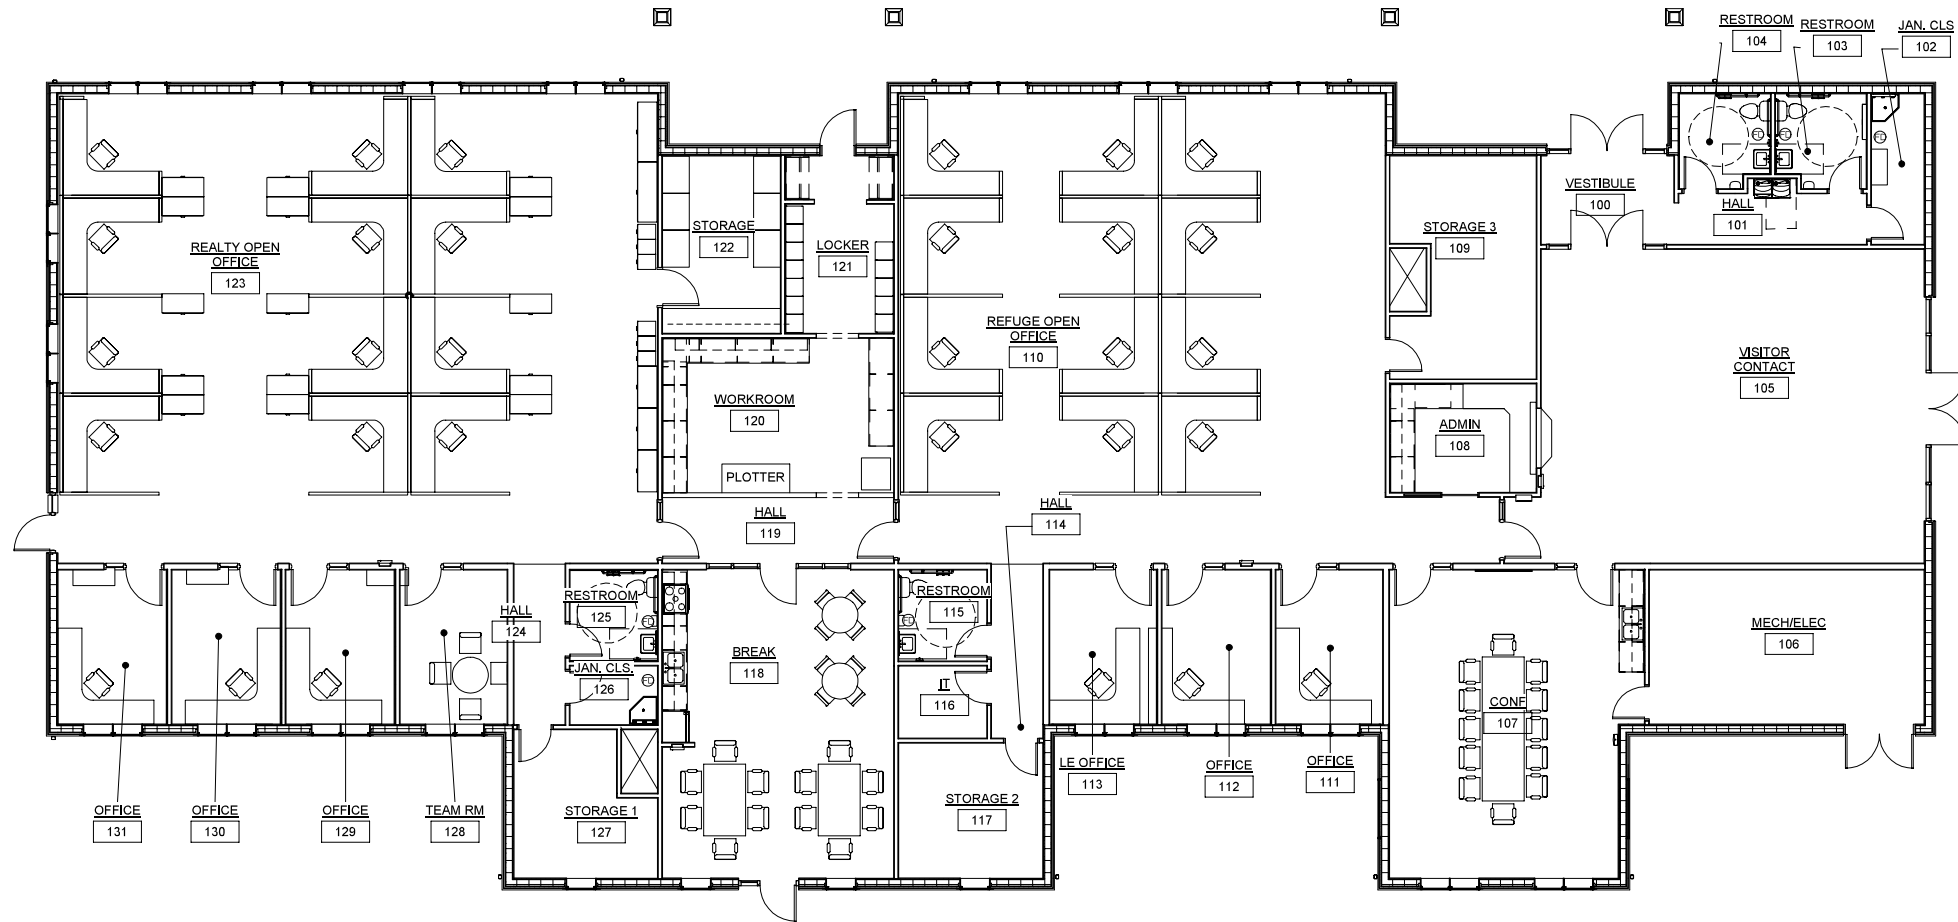 RESTROOM
104
RESTROOM
103
JAN. CLS
102
VESTIBULE
100
HALL
101
STORAGE
122
LOCKER
121
STORAGE 3
109
REALTY OPEN
OFFICE
123
REFUGE OPEN
OFFICE
110
VISITOR
CONTACT
105
WORKROOM
120
PLOTTER
ADMIN
108
HALL
119
HALL
114
RESTROOM
125
RESTROOM
115
HALL
124
BREAK
118
JAN. CLS.
126
IT
116
MECH/ELEC
106
CONF
107
LE OFFICE
113
OFFICE
112
OFFICE
111
OFFICE
131
OFFICE
130
OFFICE
129
TEAM RM
128
STORAGE 1
127
STORAGE 2
117